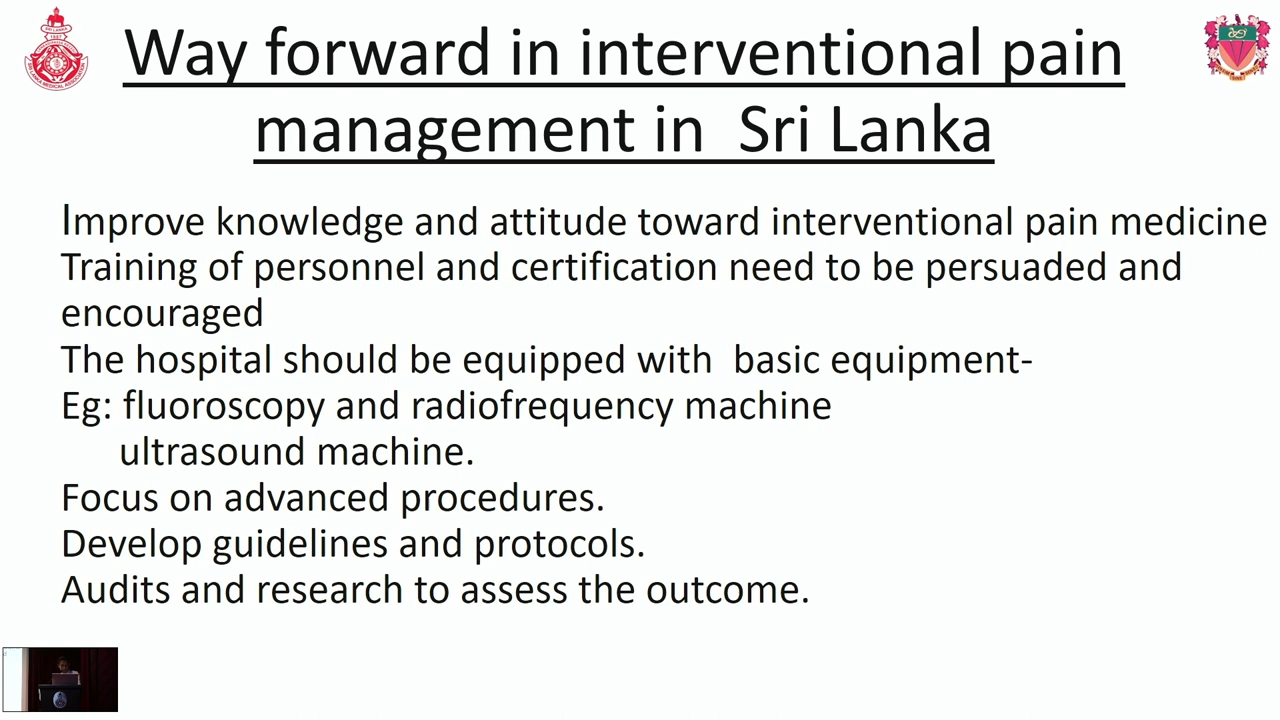 Way forward in interventional pain
management in Sri Lanka
Improve knowledge and attitude toward interventional pain medicine
Training of personnel and certification need to be persuaded and
encouraged
The hospital should be equipped with basic equipment-
Eg: fluoroscopy and radiofrequency machine
ultrasound machine.
Focus on advanced procedures.
Develop guidelines and protocols.
Audits and research to assess the outcome.